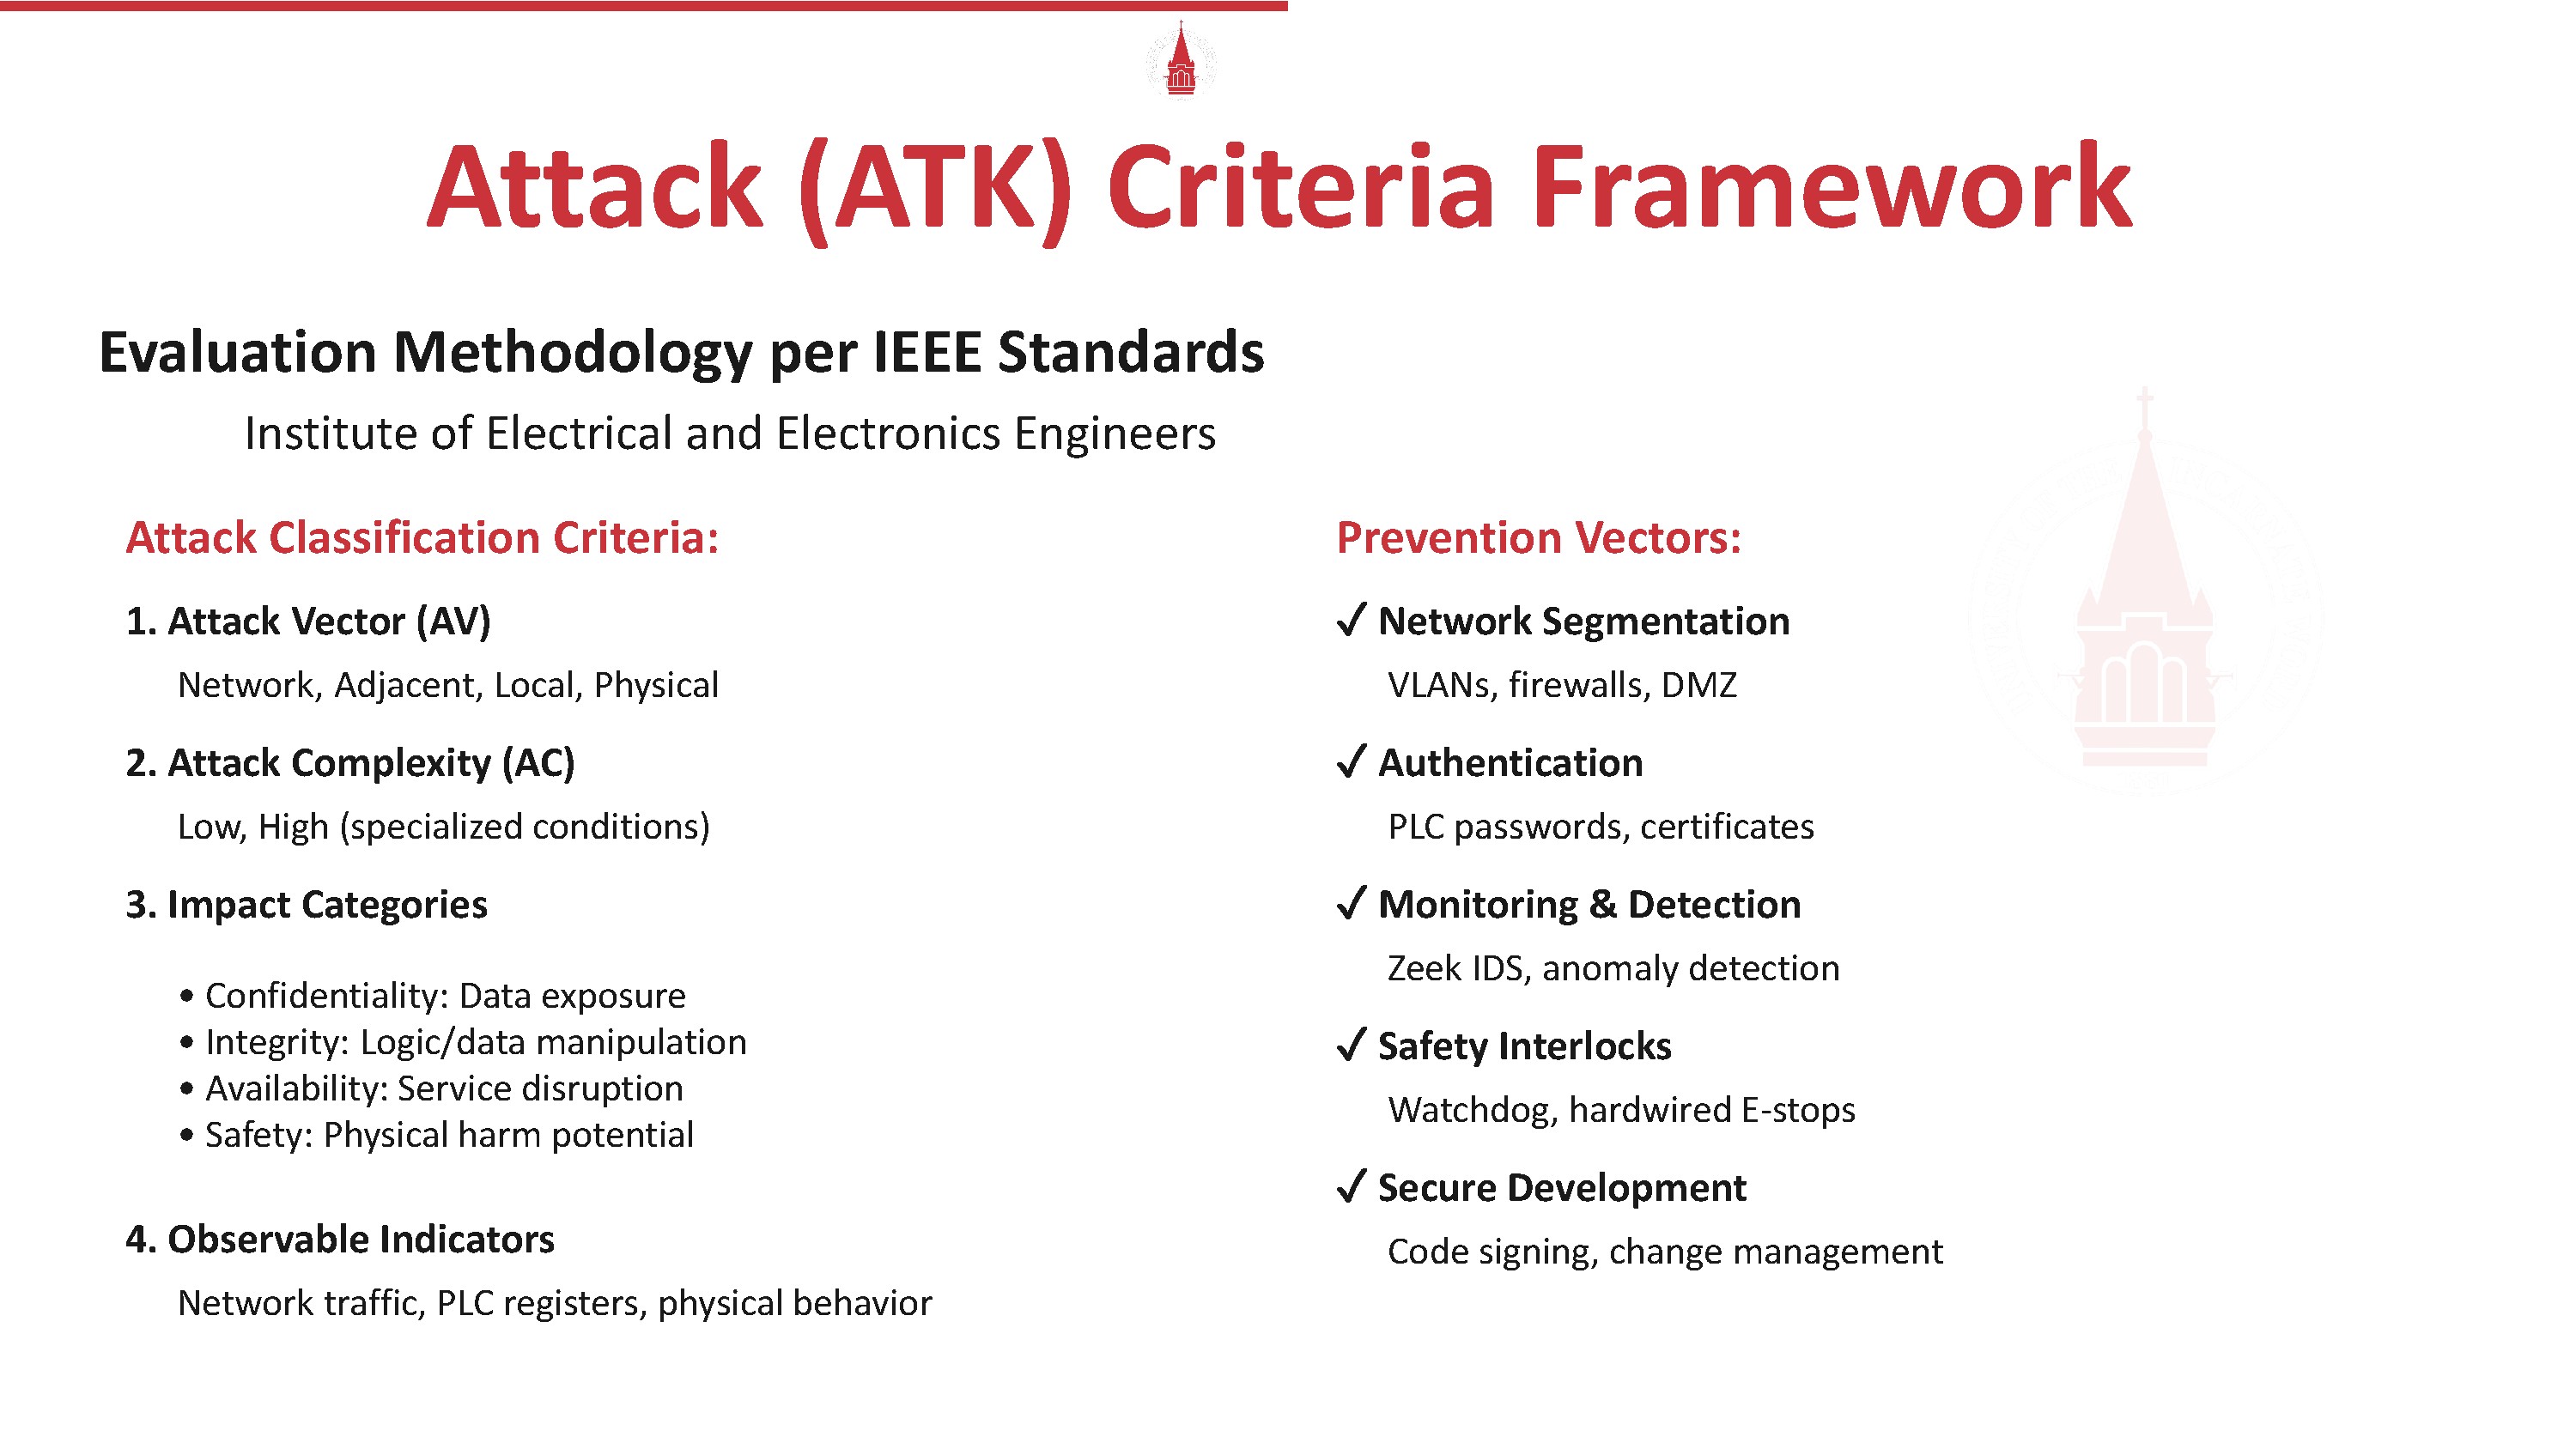 Attack (ATK) Criteria Framework
Evaluation Methodology per IEEE Standards
Institute of Electrical and Electronics Engineers
Attack Classification Criteria:
1. Attack Vector (AV)
Network, Adjacent, Local, Physical
2. Attack Complexity (AC)
Low, High (specialized conditions)
3. Impact Categories
• Confidentiality: Data exposure
• Integrity: Logic/data manipulation
• Availability: Service disruption
• Safety: Physical harm potential
4. Observable Indicators
Network traffic, PLC registers, physical behavior
Prevention Vectors:
✓ Network Segmentation
VLANs, firewalls, DMZ
✓ Authentication
PLC passwords, certificates
✓ Monitoring & Detection
Zeek IDS, anomaly detection
✓ Safety Interlocks
Watchdog, hardwired E-stops
✓ Secure Development
Code signing, change management